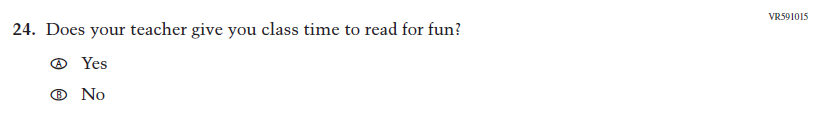 VR591015
24. Does your teacher give you class time to read for fun?
A Yes
B No